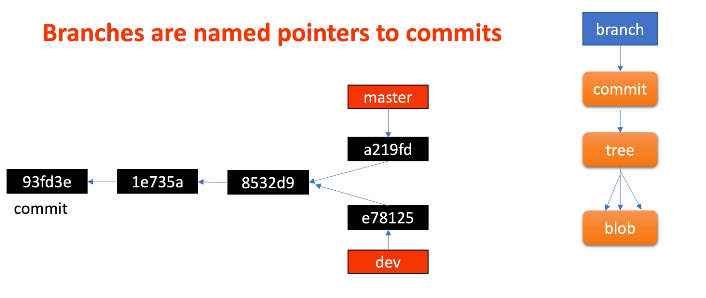 Branches are named pointers to commits
branch
commit
tree
blob
master
a219fd
93fd3e
1e735a
8532d9
commit
e78125
dev